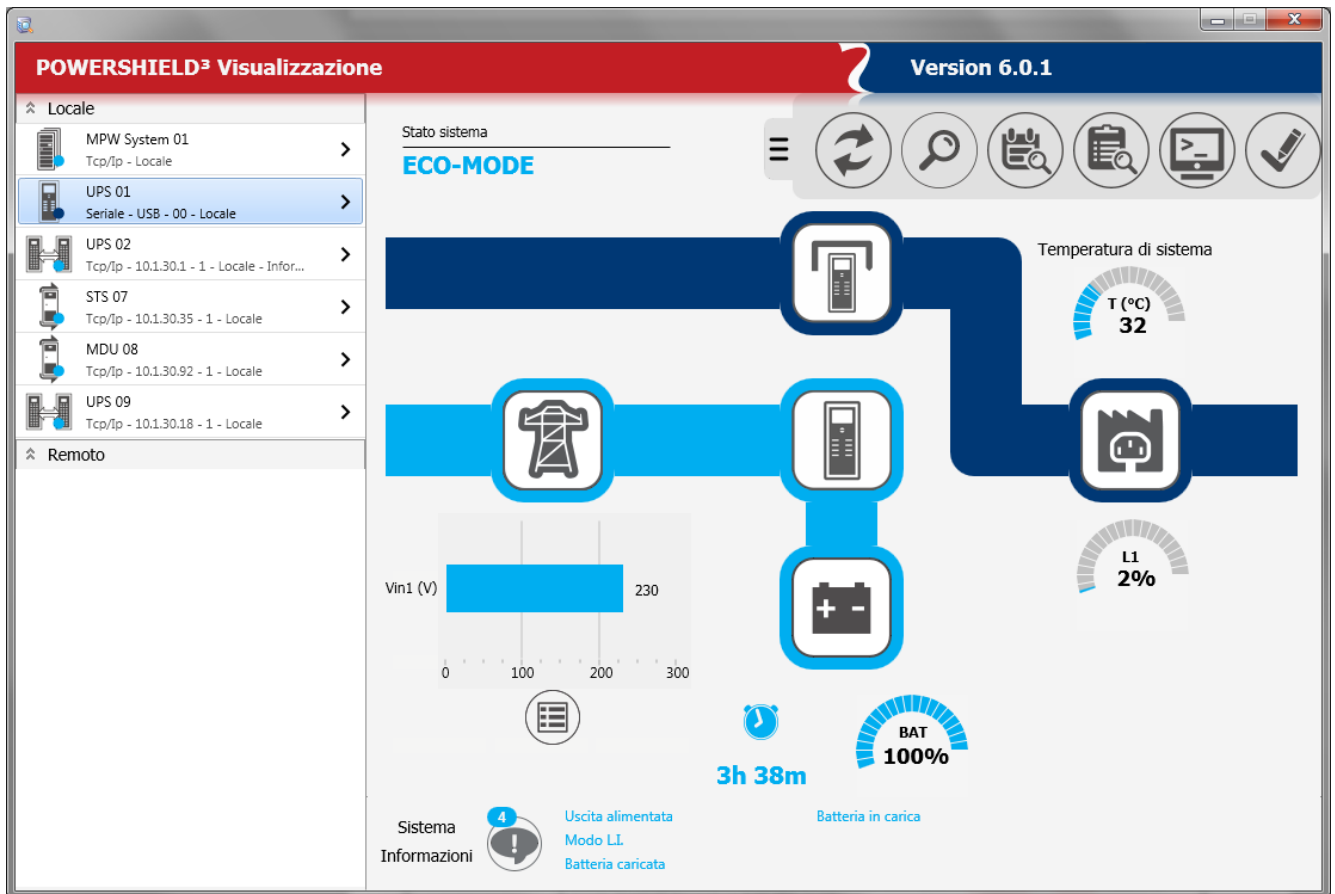 POWERSHIELD³ Visualizzazione
Version 6.0.1
Locale
MPW System 01
Tcp/Ip - Locale
UPS 01
Seriale - USB - 00 - Locale
UPS 02
Tcp/Ip - 10.1.30.1 - 1 - Locale - Infor...
STS 07
Tcp/Ip - 10.1.30.35 - 1 - Locale
MDU 08
Tcp/Ip - 10.1.30.92 - 1 - Locale
UPS 09
Tcp/Ip - 10.1.30.18 - 1 - Locale
Remoto
Stato sistema
ECO-MODE
Temperatura di sistema
T (°C)
32
L1
2%
Vin1 (V)
230
0 100 200 300
BAT
100%
3h 38m
Sistema
Informazioni
4
Uscita alimentata
Modo L.I.
Batteria caricata
Batteria in carica